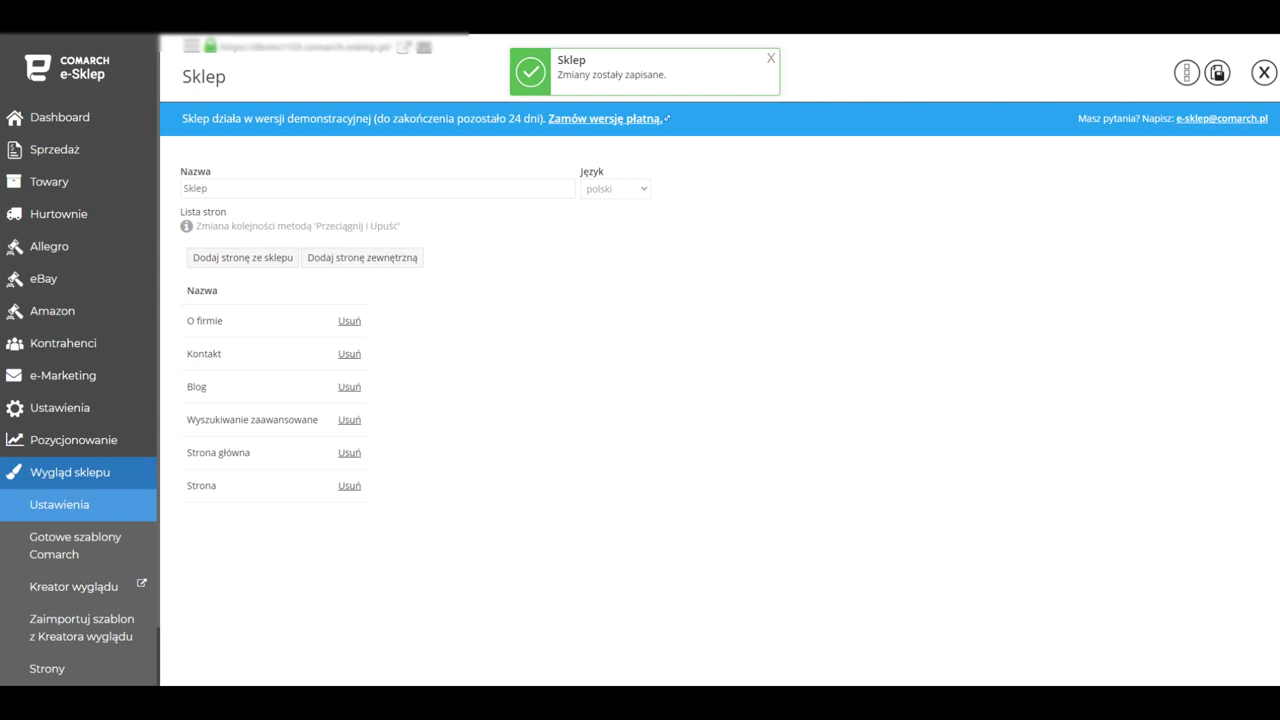 COMARCH
e-Sklep
Dashboard
Sprzedaż
Towary
Hurtownie
Allegro
eBay
Amazon
Kontrahenci
e-Marketing
Ustawienia
Pozycjonowanie
Wygląd sklepu
Ustawienia
Gotowe szablony
Comarch
Kreator wyglądu
Zaimportuj szablon
z Kreatora wyglądu
Strony
Sklep
Sklep
Zmiany zostały zapisane.
X
X
Sklep działa w wersji demonstracyjnej (do zakończenia pozostało 24 dni). Zamów wersję płatną.
Masz pytania? Napisz: e-sklep@comarch.pl
Nazwa Język
Sklep polski
Lista stron
Zmiana kolejności metodą 'Przeciągnij i Upuść'
Dodaj stronę ze sklepu Dodaj stronę zewnętrzną
Nazwa
O firmie Usuń
Kontakt Usuń
Blog Usuń
Wyszukiwanie zaawansowane Usuń
Strona główna Usuń
Strona Usuń